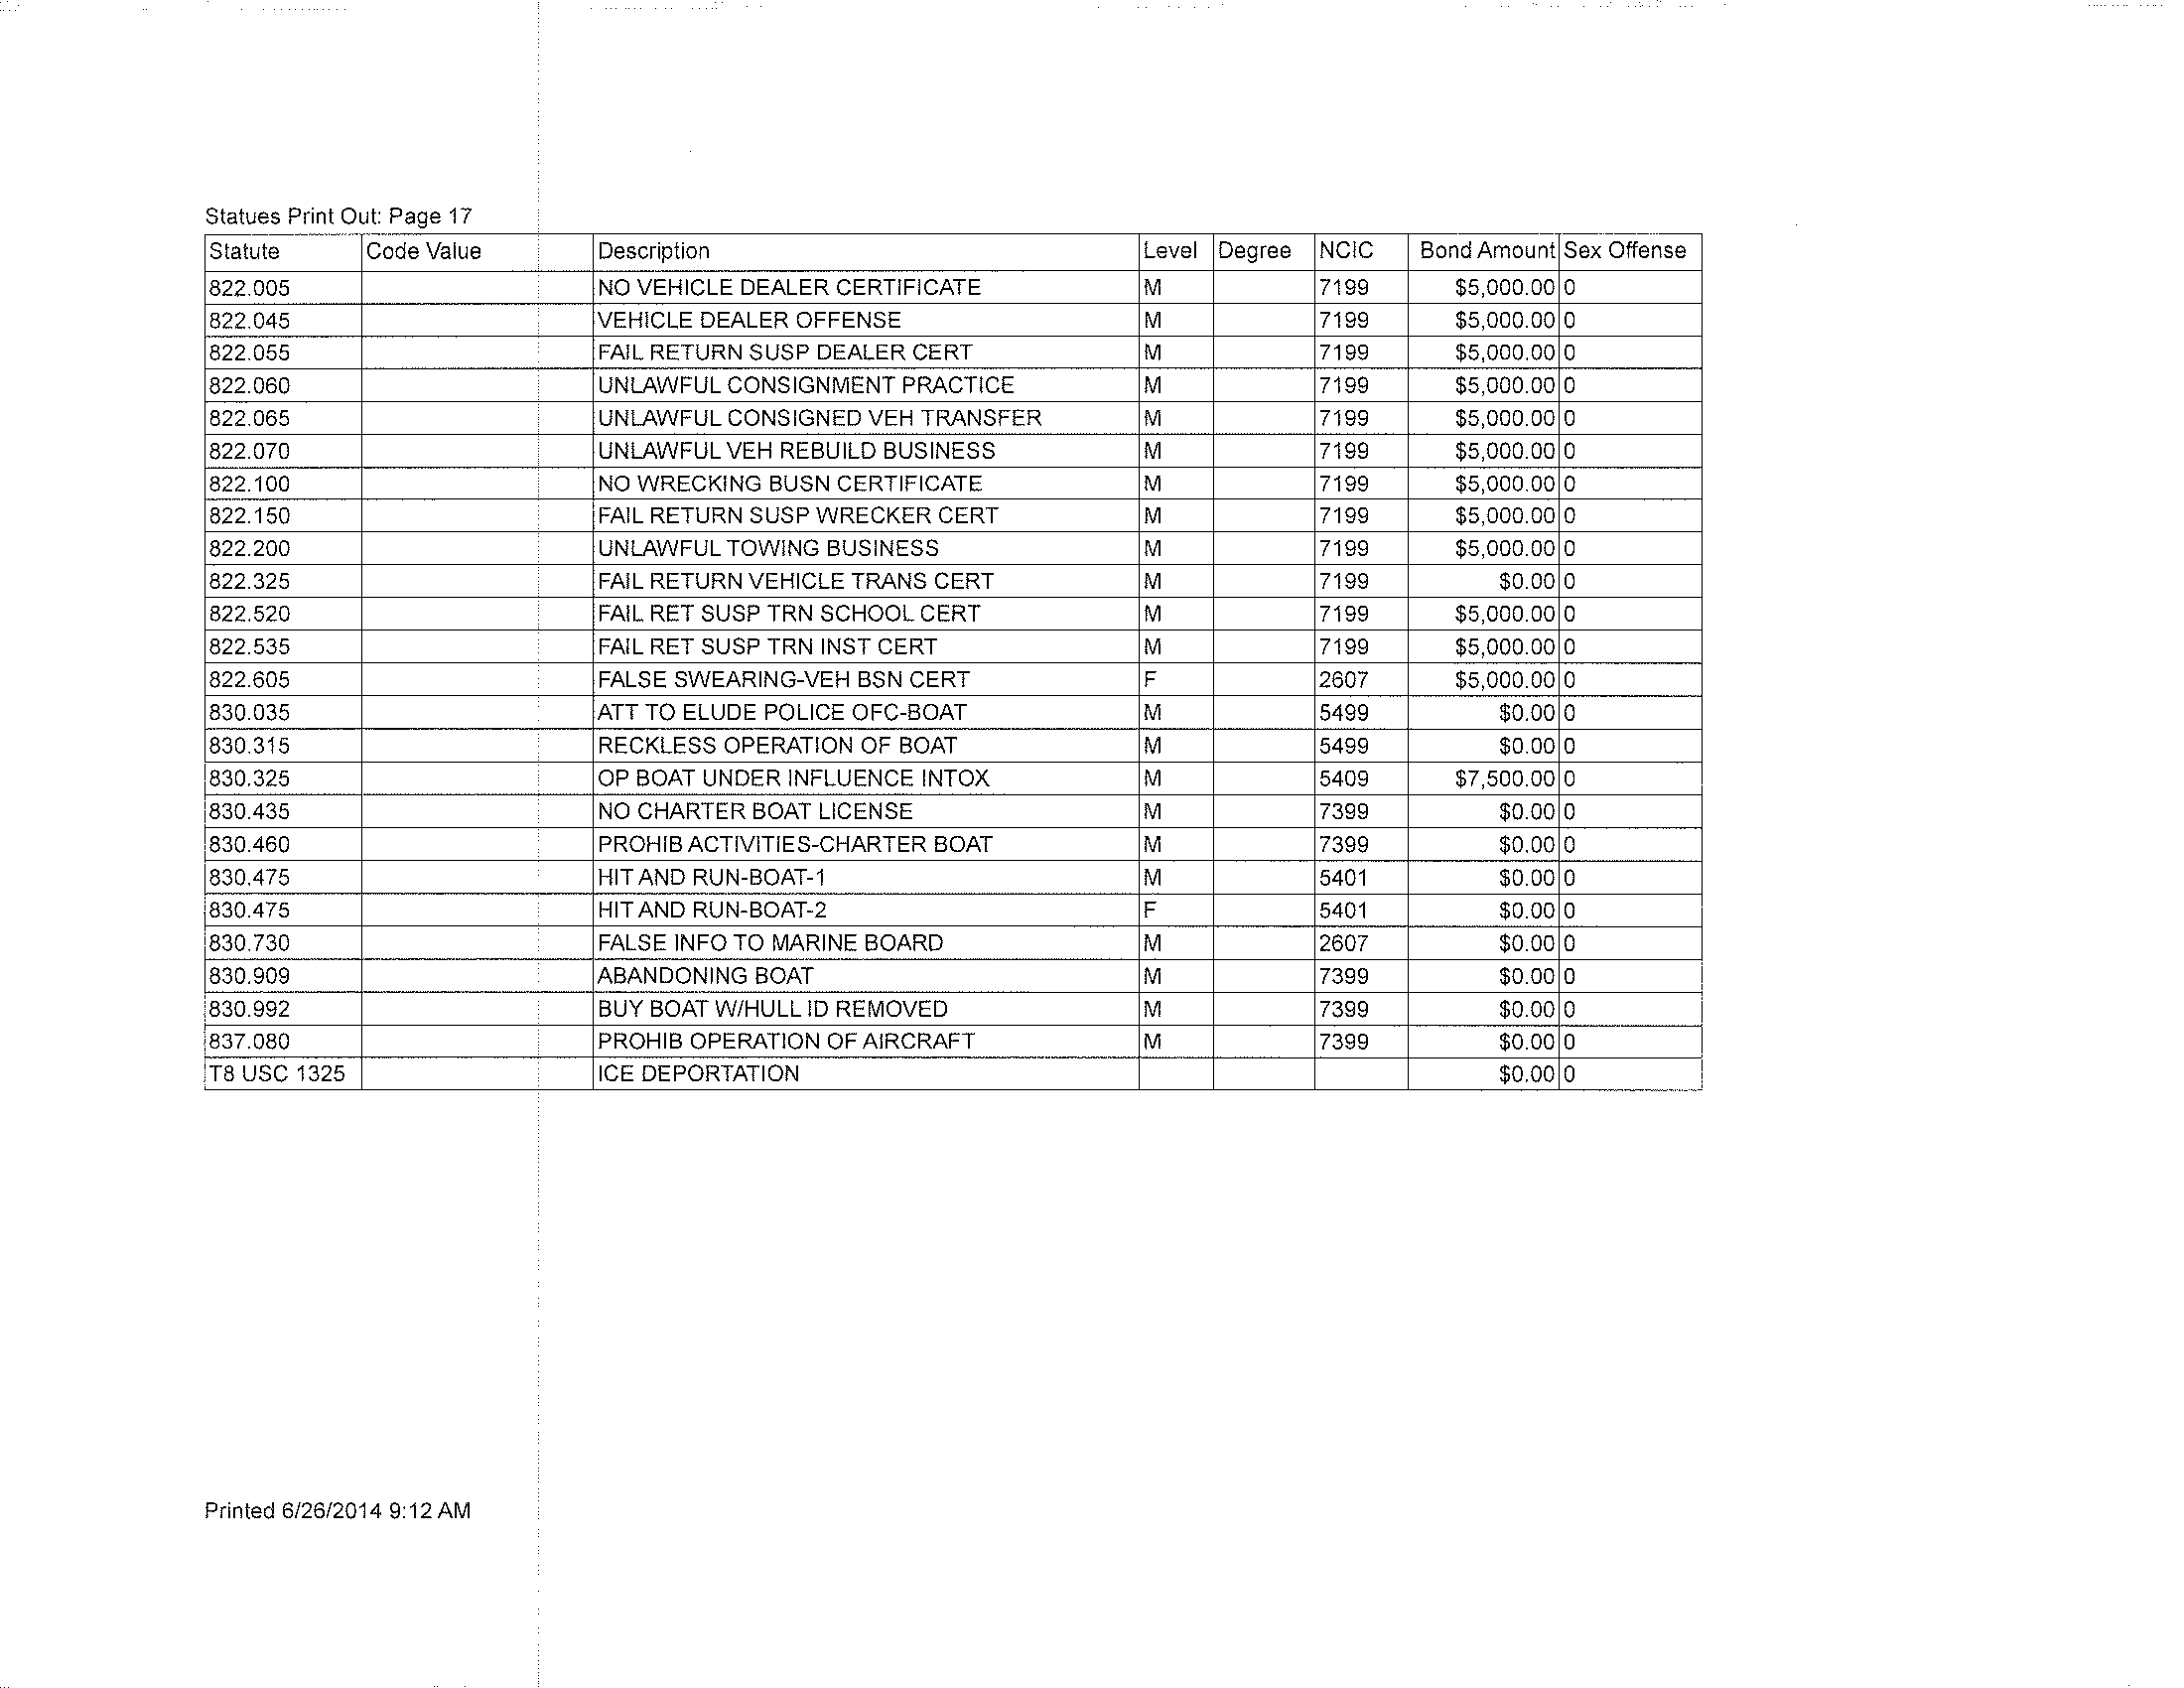 Statues Print Out: Page 17
Statute Code Value Description Level Degree NCIC Bond Amount Sex Offense
822.005 NO VEHICLE DEALER CERTIFICATE M 7199 $5,000.00 0
822.045 VEHICLE DEALER OFFENSE M 7199 $5,000.00 0
822.055 FAIL RETURN SUSP DEALER CERT M 7199 $5,000.00 0
822.060 UNLAWFUL CONSIGNMENT PRACTICE M 7199 $5,000.00 0
822.065 UNLAWFUL CONSIGNED VEH TRANSFER M 7199 $5,000.00 0
822.070 UNLAWFUL VEH REBUILD BUSINESS M 7199 $5,000.00 0
822.100 NO WRECKING BUSN CERTIFICATE M 7199 $5,000.00 0
822.150 FAIL RETURN SUSP WRECKER CERT M 7199 $5,000.00 0
822.200 UNLAWFUL TOWING BUSINESS M 7199 $5,000.00 0
822.325 FAIL RETURN VEHICLE TRANS CERT M 7199 $0.00 0
822.520 FAIL RET SUSP TRN SCHOOL CERT M 7199 $5,000.00 0
822.535 FAIL RET SUSP TRN INST CERT M 7199 $5,000.00 0
822.605 FALSE SWEARING-VEH BSN CERT F 2607 $5,000.00 0
830.035 ATT TO ELUDE POLICE OFC-BOAT M 5499 $0.00 0
830.315 RECKLESS OPERATION OF BOAT M 5499 $0.00 0
830.325 OP BOAT UNDER INFLUENCE INTOX M 5409 $7,500.00 0
830.435 NO CHARTER BOAT LICENSE M 7399 $0.00 0
830.460 PROHIB ACTIVITIES-CHARTER BOAT M 7399 $0.00 0
830.475 HIT AND RUN-BOAT-1 M 5401 $0.00 0
830.475 HIT AND RUN-BOAT-2 F 5401 $0.00 0
830.730 FALSE INFO TO MARINE BOARD M 2607 $0.00 0
830.909 ABANDONING BOAT M 7399 $0.00 0
830.992 BUY BOAT W/HULL ID REMOVED M 7399 $0.00 0
837.080 PROHIB OPERATION OF AIRCRAFT M 7399 $0.00 0
T8 USC 1325 ICE DEPORTATION $0.00 0
Printed 6/26/2014 9:12 AM